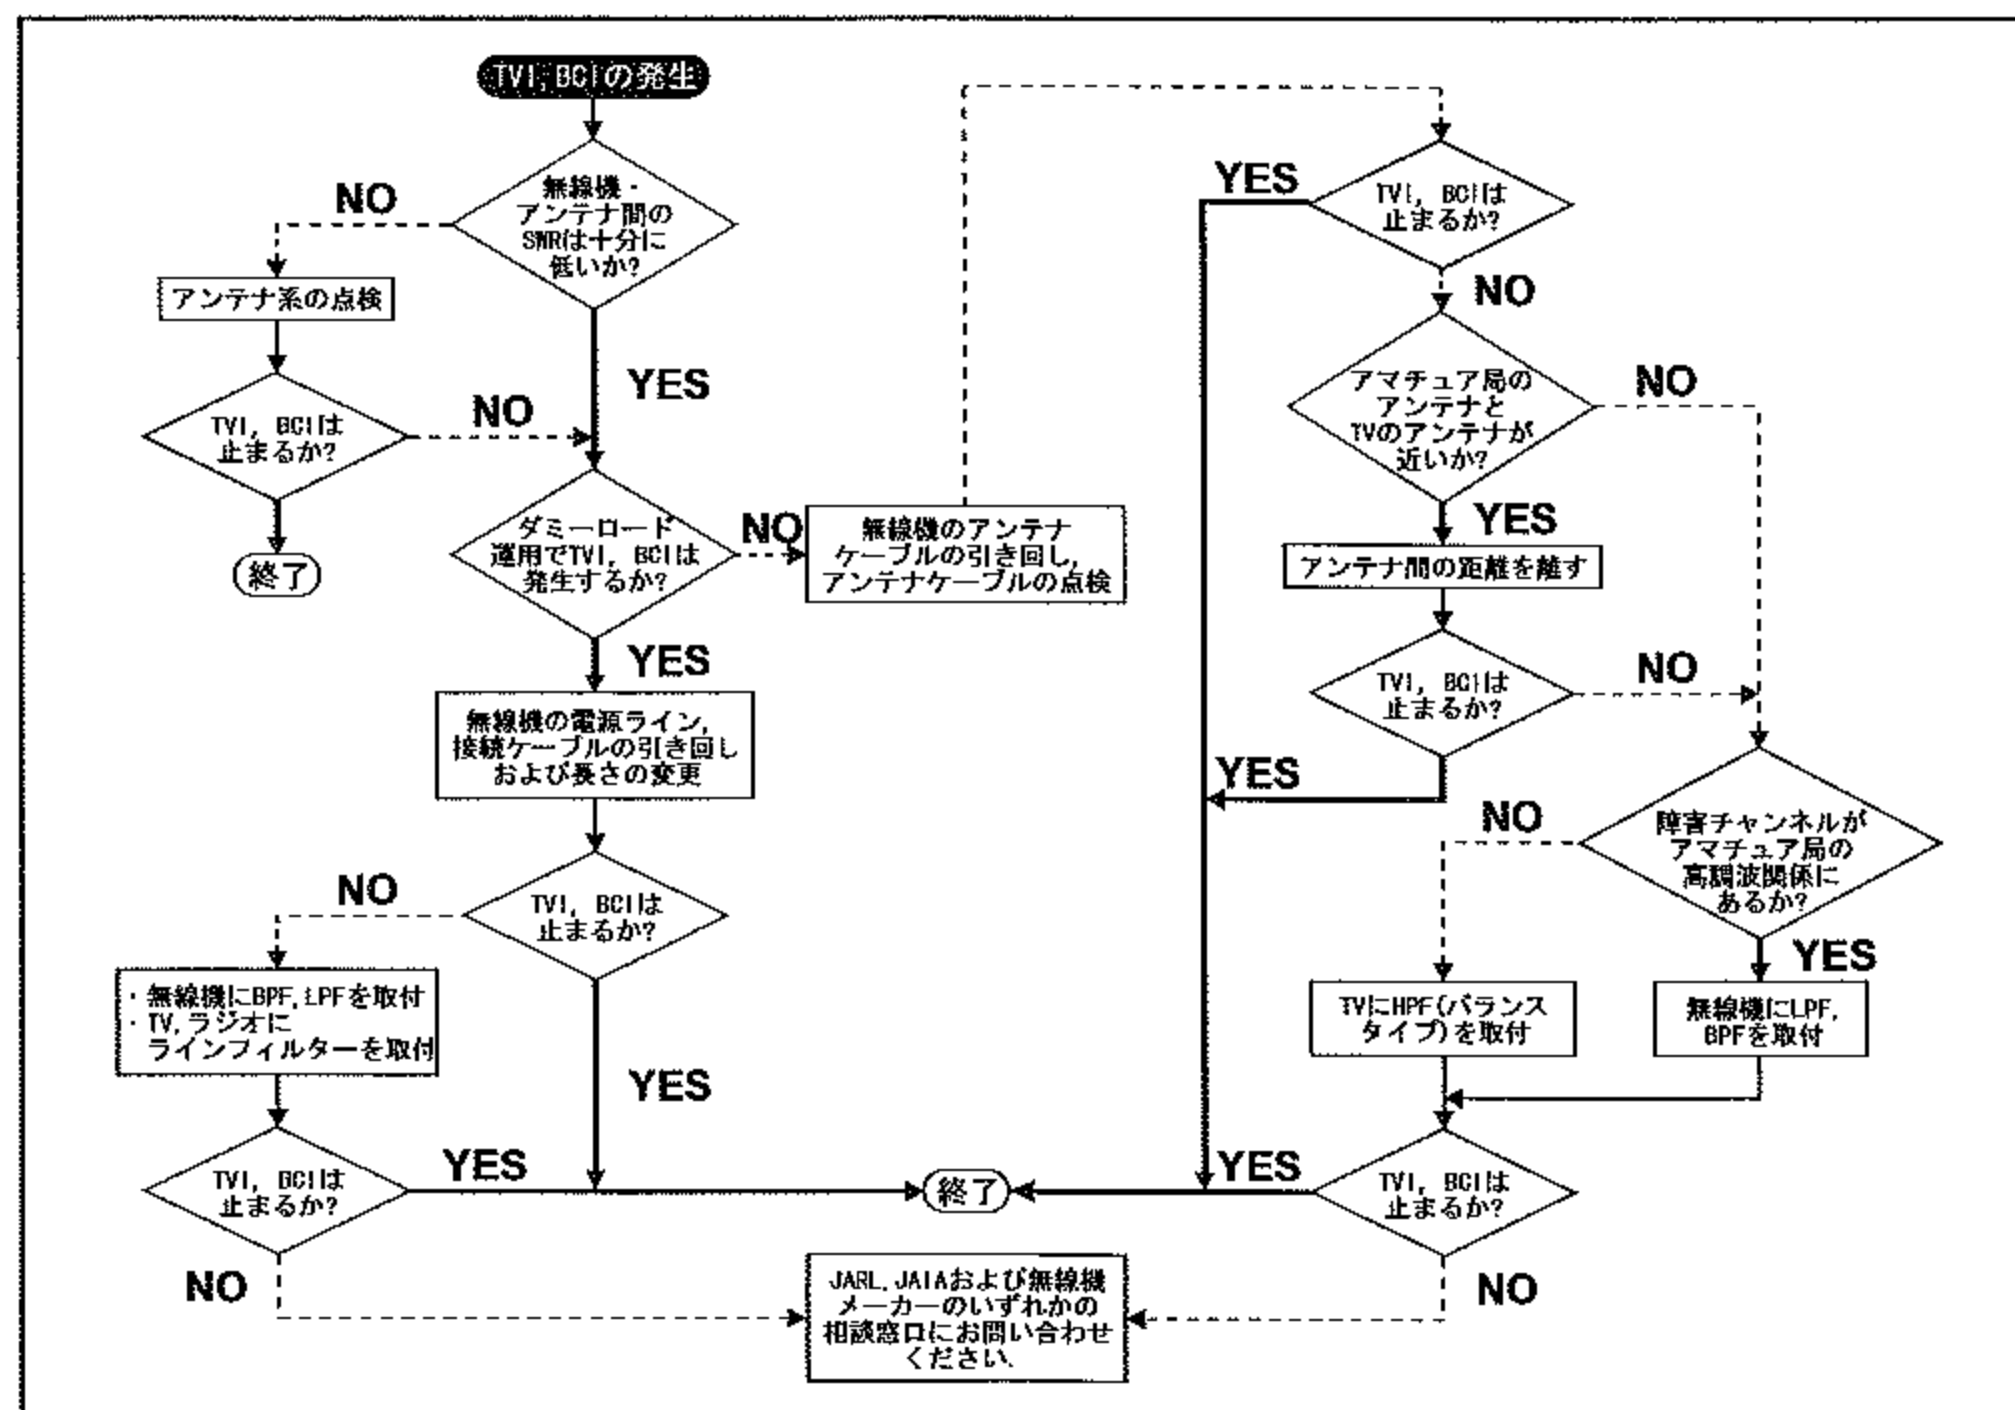 TVI,BCIの発生
無線機・
アンテナ間の
SWRは十分に
低いか?
NO
YES
アンテナ系の点検
TVI, BCIは
止まるか?
NO
終了
ダミーロード
運用でTVI, BCIは
発生するか?
NO
無線機のアンテナ
ケーブルの引き回し,
アンテナケーブルの点検
YES
無線機の電源ライン,
接続ケーブルの引き回し
および長さの変更
TVI, BCIは
止まるか?
NO
YES
・無線機にBPF,LPFを取付
・TV,ラジオに
ラインフィルターを取付
TVI, BCIは
止まるか?
YES
NO
終了
TVI, BCIは
止まるか?
YES
NO
アマチュア局の
アンテナと
TVのアンテナが
近いか?
NO
YES
アンテナ間の距離を離す
TVI, BCIは
止まるか?
NO
YES
障害チャンネルが
アマチュア局の
高調波関係に
あるか?
NO
YES
TVにHPF(バランス
タイプ)を取付
無線機にLPF,
BPFを取付
TVI, BCIは
止まるか?
YES
NO
JARL,JAIAおよび無線機
メーカーのいずれかの
相談窓口にお問い合わせ
ください.